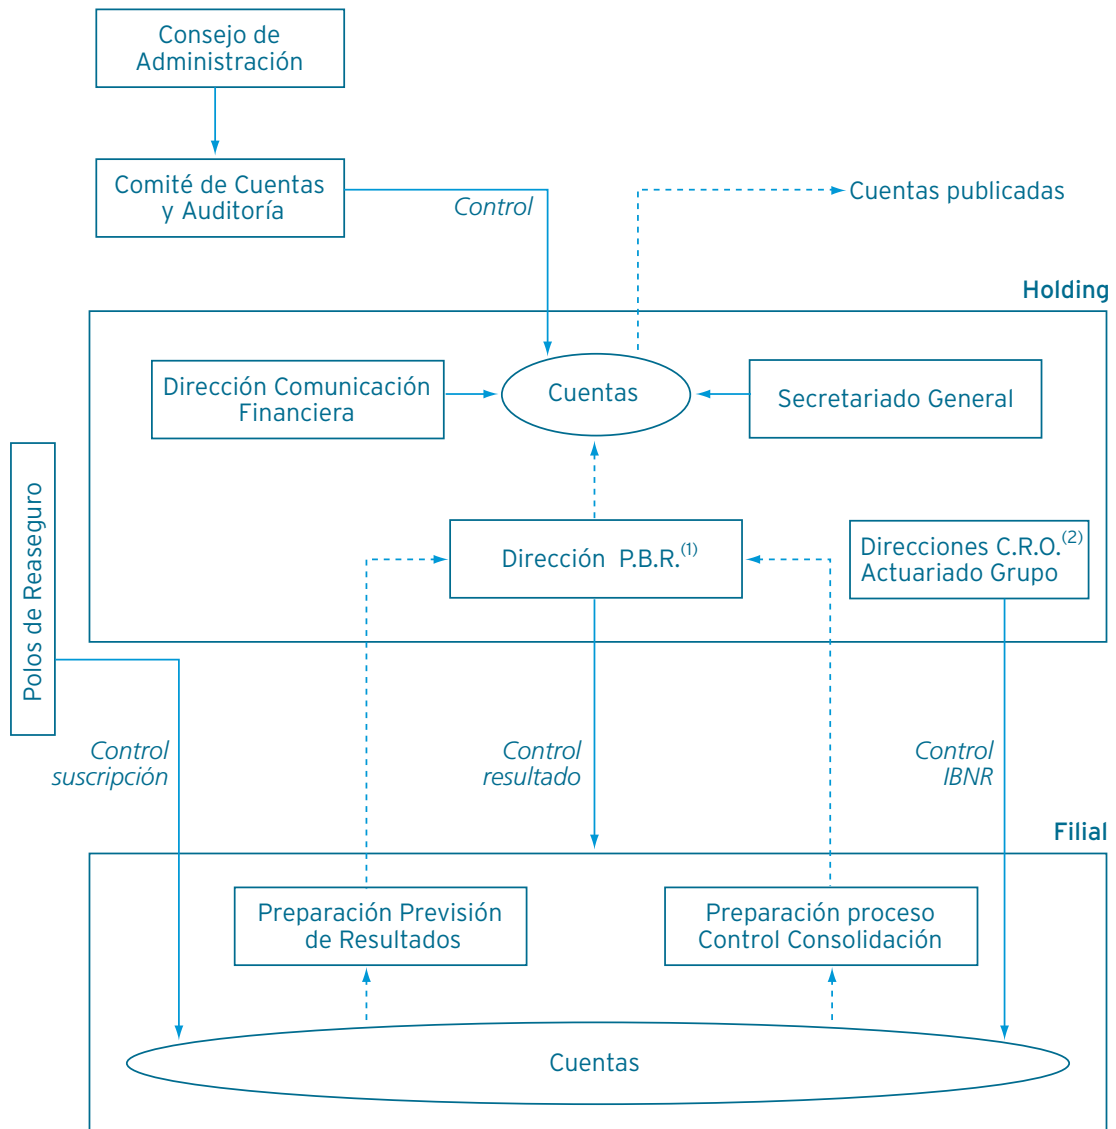 Consejo de
Administración
Comité de Cuentas
y Auditoría
Control
Cuentas publicadas
Holding
Dirección Comunicación
Financiera
Cuentas
Secretariado General
Polos de Reaseguro
Dirección P.B.R.(1)
Direcciones C.R.O.(2)
Actuariado Grupo
Control
suscripción
Control
resultado
Control
IBNR
Filial
Preparación Previsión
de Resultados
Preparación proceso
Control Consolidación
Cuentas